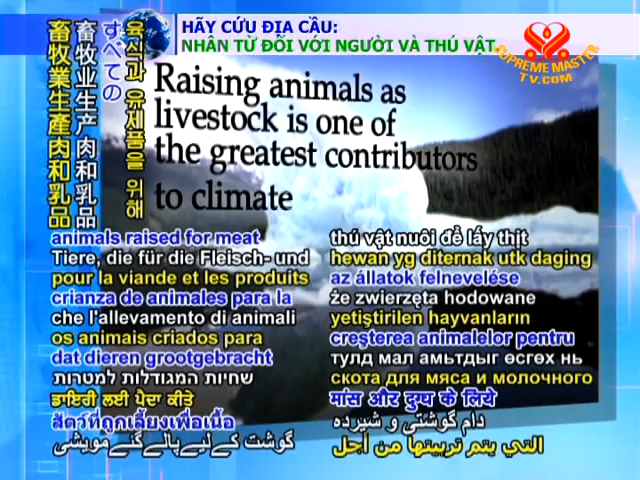 HÃY CỨU ĐỊA CẦU:
NHÂN TỪ ĐỐI VỚI NGƯỜI VÀ THÚ VẬT
SUPREME MASTER
TV.COM
畜牧業生產肉和乳品
畜牧业生产肉和乳品
すべての
육식과 유제품을 위해
Raising animals as
livestock is one of
the greatest contributors
to climate
animals raised for meat
Tiere, die für die Fleisch- und
pour la viande et les produits
crianza de animales para la
che l'allevamento di animali
os animais criados para
dat dieren grootgebracht
שחיות המגודלות למטרות
ਡਾਇਰੀ ਲਈ ਪੈਦਾ ਕੀਤੇ
สัตว์ที่ถูกเลี้ยงเพื่อเนื้อ
گوشت کے لیے پالے گئے مویشی
thú vật nuôi để lấy thịt
hewan yg diternak utk daging
az állatok felnevelése
że zwierzęta hodowane
yetiştirilen hayvanların
creşterea animalelor pentru
тулд мал амьтдыг өсгөх нь
скота для мяса и молочного
मांस और दुग्ध के लिये
دام گوشتی و شیرده
التي يتم تربيتها من أجل